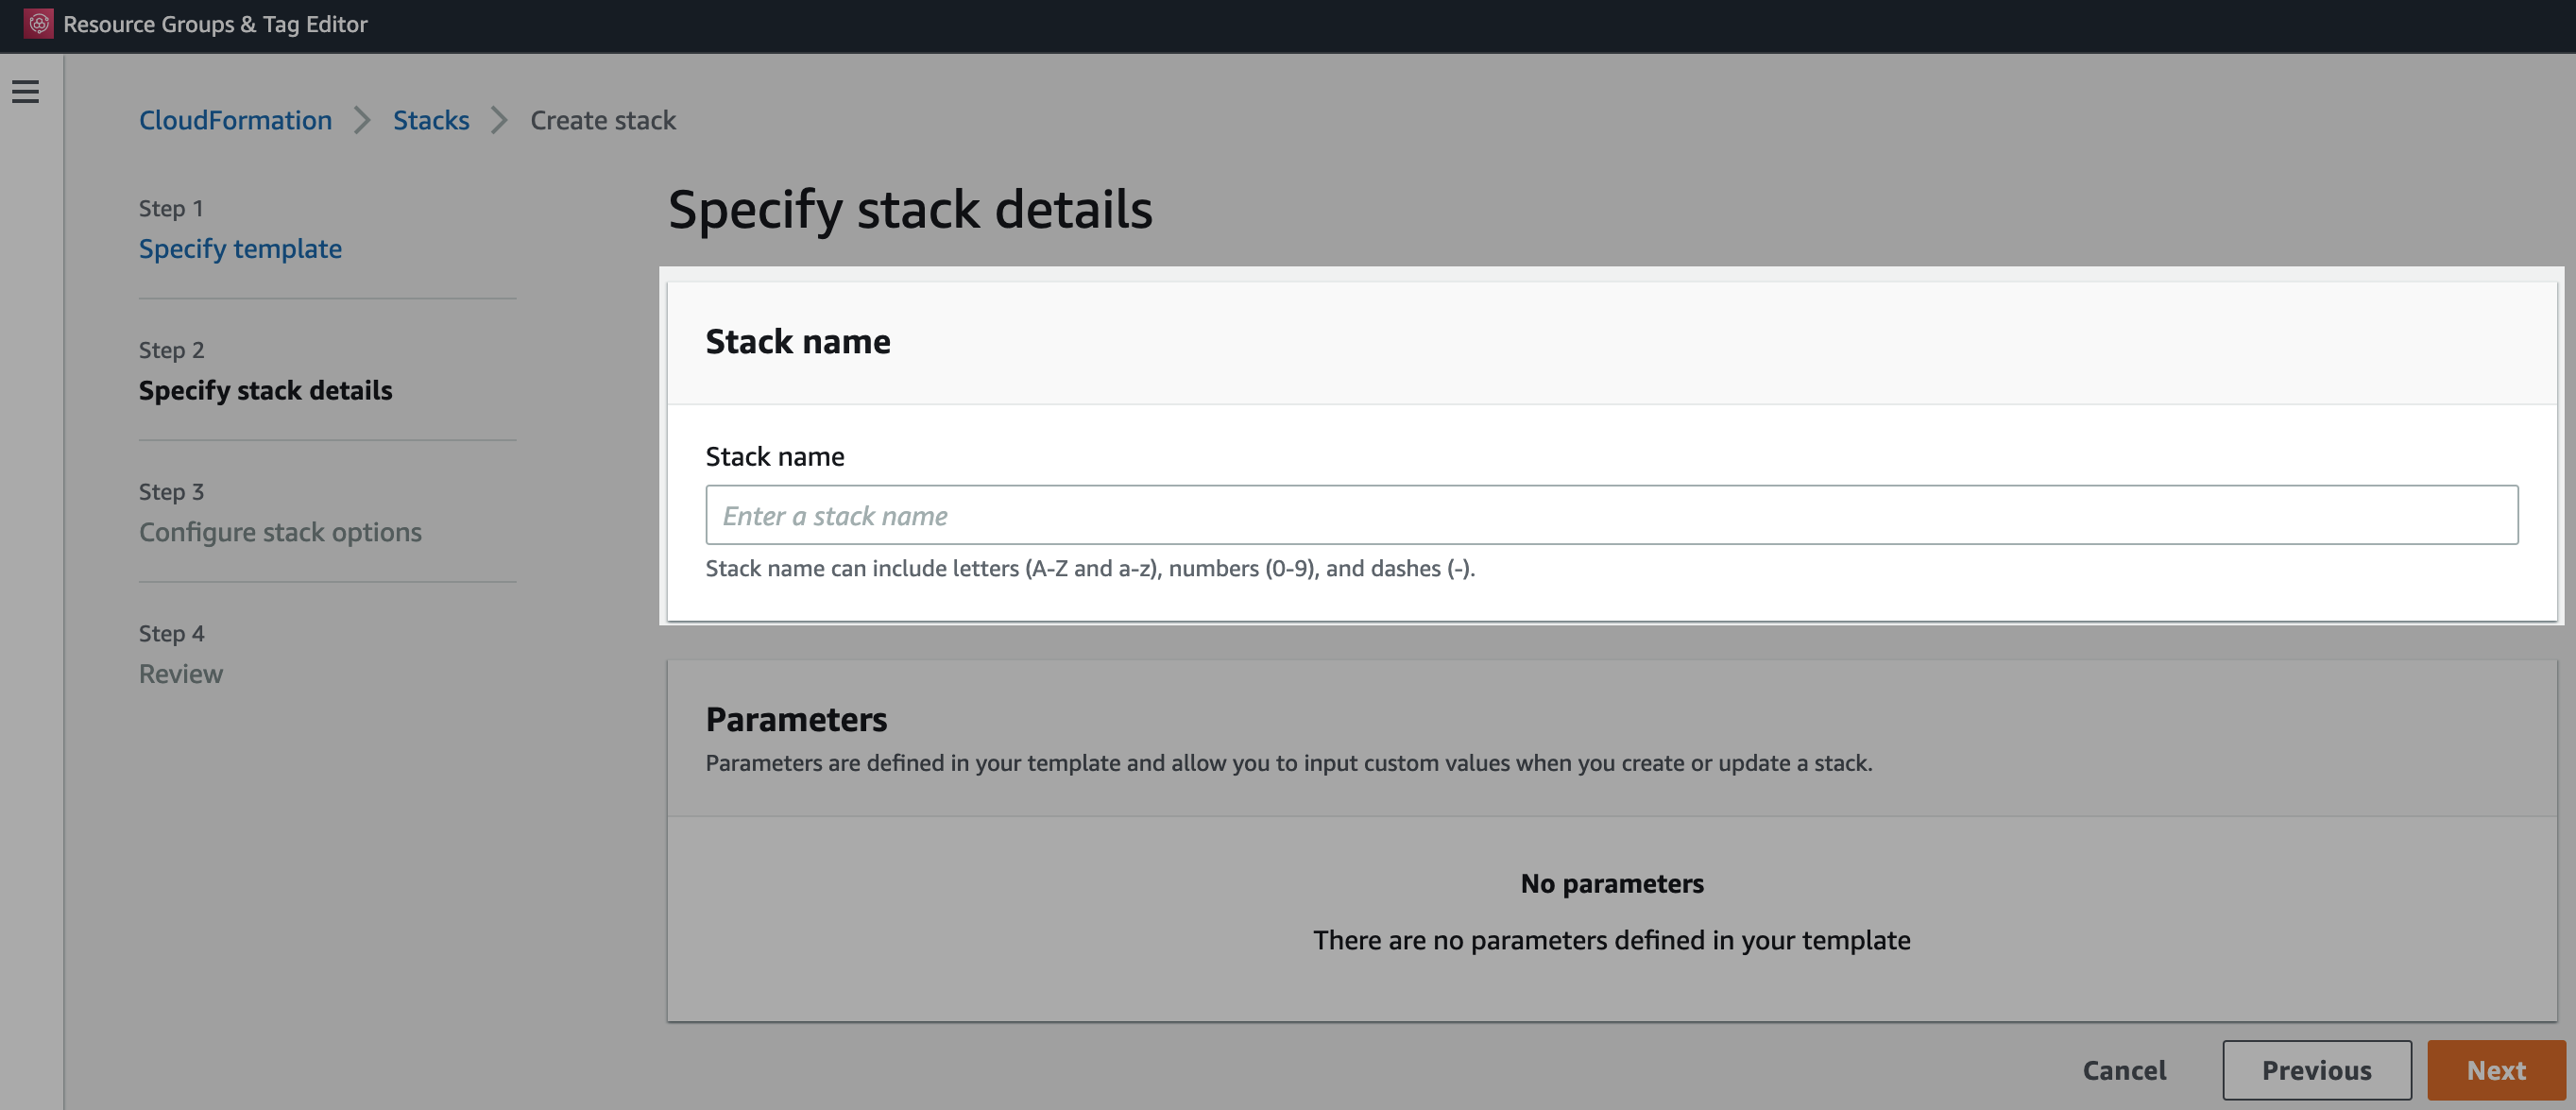 Resource Groups & Tag Editor
CloudFormation > Stacks > Create stack
Step 1
Specify template
Step 2
Specify stack details
Step 3
Configure stack options
Step 4
Review
Specify stack details
Stack name
Stack name
Enter a stack name
Stack name can include letters (A-Z and a-z), numbers (0-9), and dashes (-).
Parameters
Parameters are defined in your template and allow you to input custom values when you create or update a stack.
No parameters
There are no parameters defined in your template
Cancel
Previous
Next